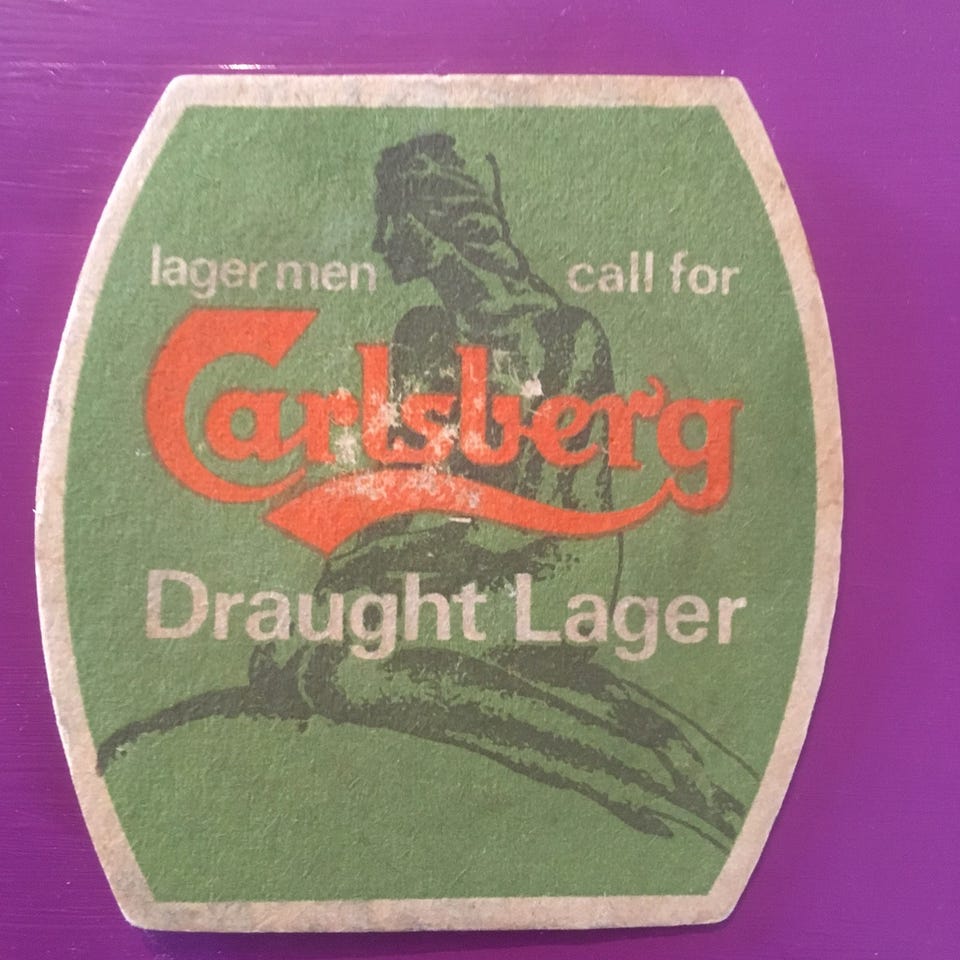 lager men call for
Carlsberg
Draught Lager